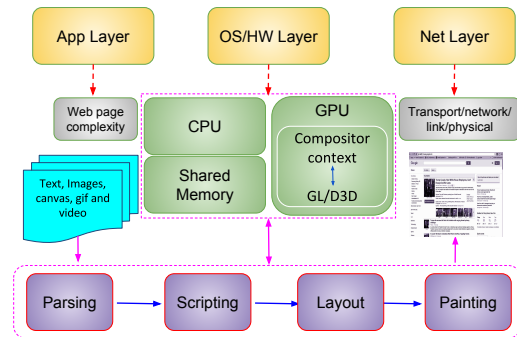 App Layer
OS/HW Layer
Net Layer
Web page
complexity
CPU
GPU
Transport/network/
link/physical
Compositor
context
Shared
Memory
GL/D3D
Text, Images,
canvas, gif and
video
Parsing
Scripting
Layout
Painting